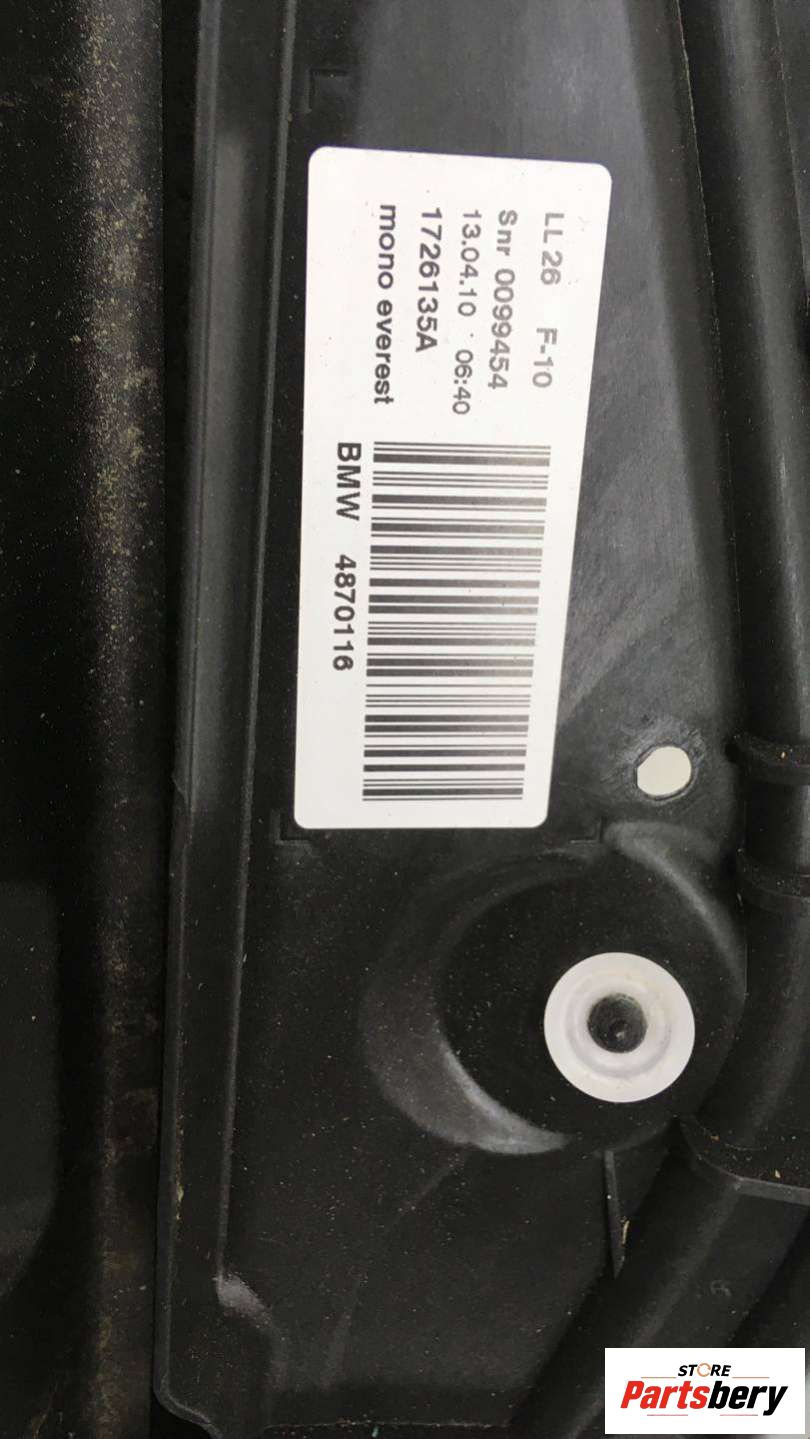 LL26 F-10
Snr 0099454
13.04.10 · 06:40
1726135A
mono everest
BMW 4870116
STORE
Partsbery